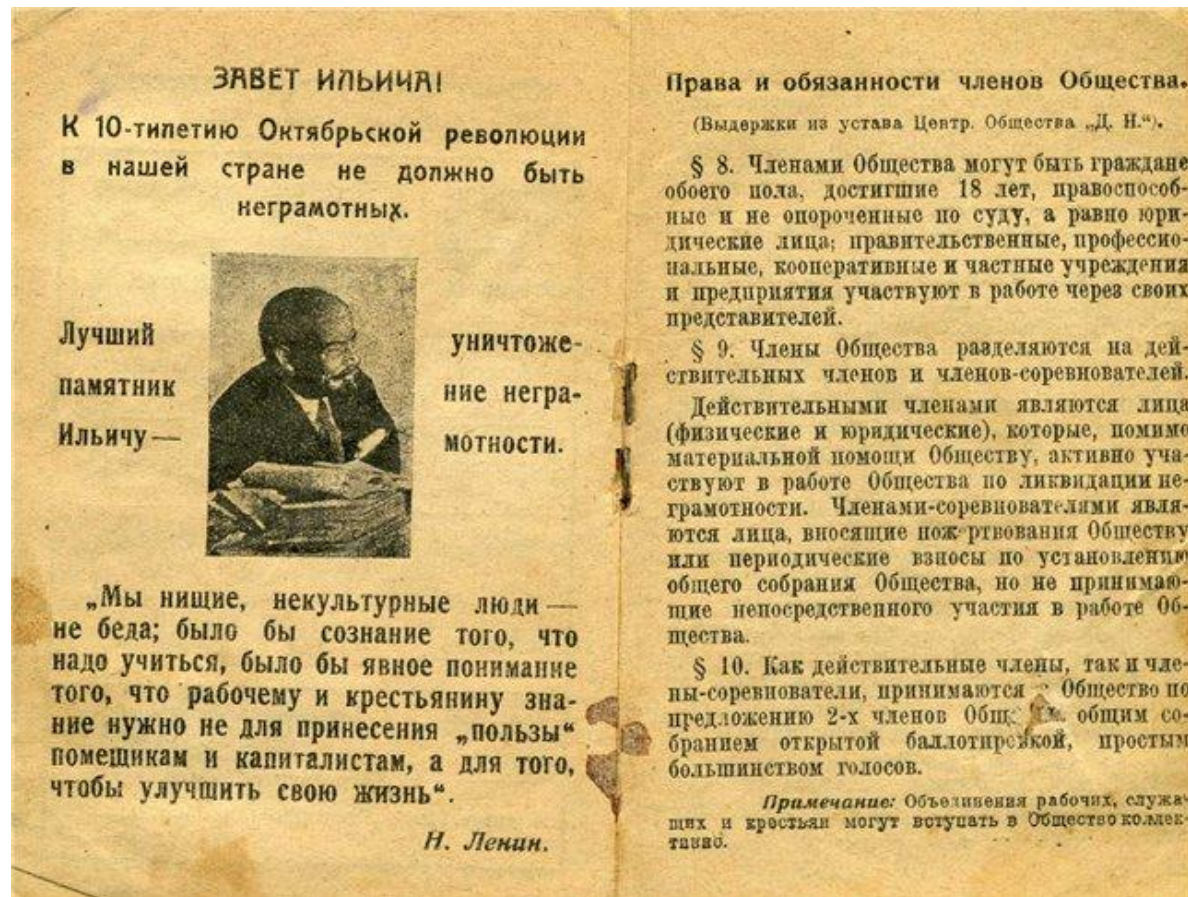 ЗАВЕТ ИЛЬИЧА!
К 10-тилетию Октябрьской революции
в нашей стране не должно быть
неграмотных.
Лучший
памятник
Ильичу —
уничтоже-
ние негра-
мотности.
„Мы нищие, некультурные люди —
не беда; было бы сознание того, что
надо учиться, было бы явное понимание
того, что рабочему и крестьянину зна-
ние нужно не для принесения „пользы“
помещикам и капиталистам, а для того,
чтобы улучшить свою жизнь“.
Н. Ленин.
Права и обязанности членов Общества.
(Выдержки из устава Центр. Общества „Д. Н.“).
§ 8. Членами Общества могут быть граждане
обоего пола, достигшие 18 лет, правоспособ-
ные и не опороченные по суду, а равно юри-
дические лица; правительственные, профессио-
нальные, кооперативные и частные учреждения
и предприятия участвуют в работе через своих
представителей.
§ 9. Члены Общества разделяются на дей-
ствительных членов и членов-соревнователей.
Действительными членами являются лица
(физические и юридические), которые, помимо
материальной помощи Обществу, активно уча-
ствуют в работе Общества по ликвидации не-
грамотности. Членами-соревнователями явля-
ются лица, вносящие пож ртвования Обществу
или периодические взносы по установлению
общего собрания Общества, но не принимаю-
щие непосредственного участия в работе Об-
щества.
§ 10. Как действительные члены, так и чле-
ны-соревнователи, принимаются Общество по
предложению 2-х членов общим со-
бранием открытой баллотировкой, простым
большинством голосов.
Примечание: Объединения рабочих, служа-
щих и крестьян могут вступать в Общество коллек-
тивно.